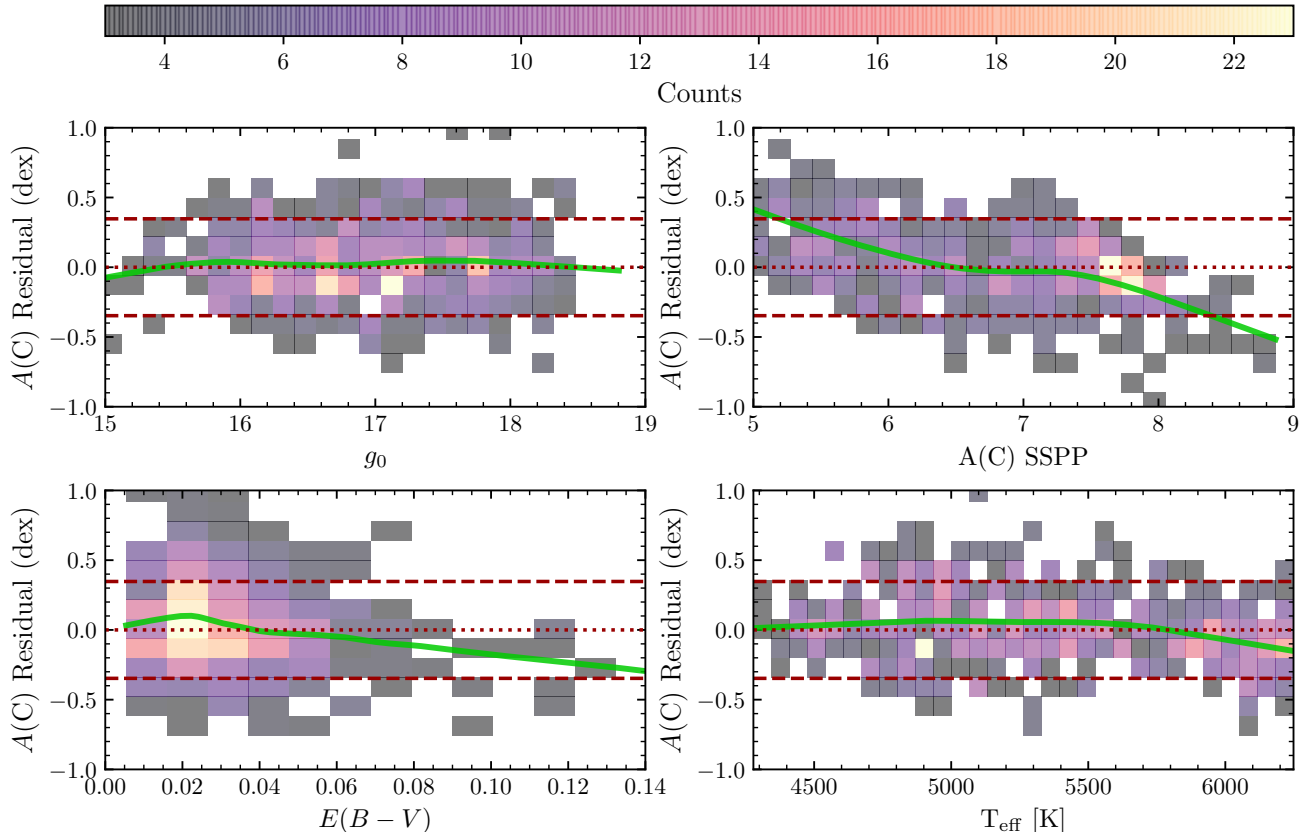 4 6 8 10 12 14 16 18 20 22
Counts
1.0 0.5 0.0 −0.5 −1.0
A(C) Residual (dex)
15 16 17 18 19
g₀
1.0 0.5 0.0 −0.5 −1.0
A(C) Residual (dex)
5 6 7 8 9
A(C) SSPP
1.0 0.5 0.0 −0.5 −1.0
A(C) Residual (dex)
0.00 0.02 0.04 0.06 0.08 0.10 0.12 0.14
E(B − V)
1.0 0.5 0.0 −0.5 −1.0
A(C) Residual (dex)
4500 5000 5500 6000
T_eff [K]